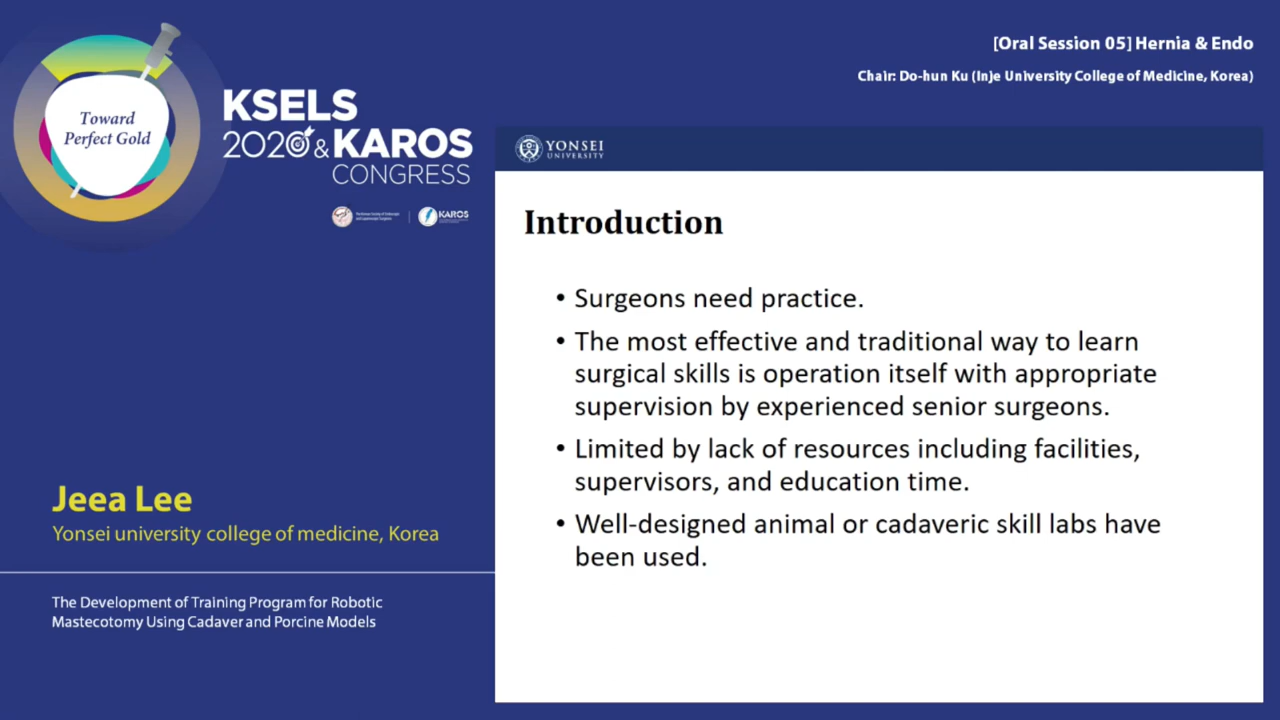 [Oral Session 05] Hernia & Endo
Chair: Do-hun Ku (Inje University College of Medicine, Korea)
Toward
Perfect Gold
KSELS
2020 & KAROS
CONGRESS
KAROS
YONSEI
UNIVERSITY
Introduction
• Surgeons need practice.
• The most effective and traditional way to learn
surgical skills is operation itself with appropriate
supervision by experienced senior surgeons.
• Limited by lack of resources including facilities,
supervisors, and education time.
• Well-designed animal or cadaveric skill labs have
been used.
Jeea Lee
Yonsei university college of medicine, Korea
The Development of Training Program for Robotic
Mastecotomy Using Cadaver and Porcine Models